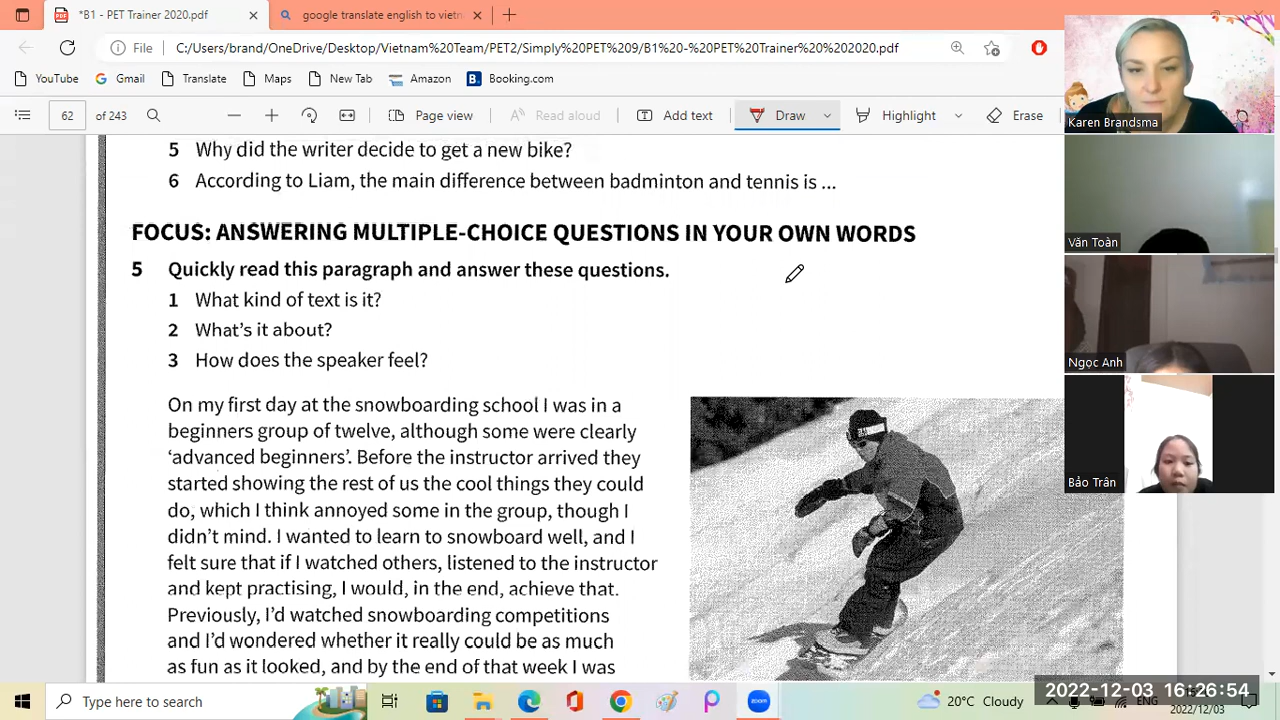 *B1 - PET Trainer 2020.pdf
google translate english to vietn
File
C:/Users/brand/OneDrive/Desktop/Vietnam%20Team/PET2/Simply%20PET%209/B1%20-%20PET%20Trainer%20%202020.pdf
YouTube
Gmail
Translate
Maps
New Tab
Amazon
Booking.com
62
of 243
Page view
Read aloud
Add text
Draw
Highlight
Erase
5 Why did the writer decide to get a new bike?
6 According to Liam, the main difference between badminton and tennis is ...
FOCUS: ANSWERING MULTIPLE-CHOICE QUESTIONS IN YOUR OWN WORDS
5 Quickly read this paragraph and answer these questions.
1 What kind of text is it?
2 What's it about?
3 How does the speaker feel?
On my first day at the snowboarding school I was in a
beginners group of twelve, although some were clearly
'advanced beginners'. Before the instructor arrived they
started showing the rest of us the cool things they could
do, which I think annoyed some in the group, though I
didn't mind. I wanted to learn to snowboard well, and I
felt sure that if I watched others, listened to the instructor
and kept practising, I would, in the end, achieve that.
Previously, I'd watched snowboarding competitions
and I'd wondered whether it really could be as much
as fun as it looked, and by the end of that week I was
Karen Brandsma
Văn Toàn
Ngọc Anh
Bảo Trân
Type here to search
zoom
20°C Cloudy
ENG
2022-12-03 16:26:54
2022/12/03